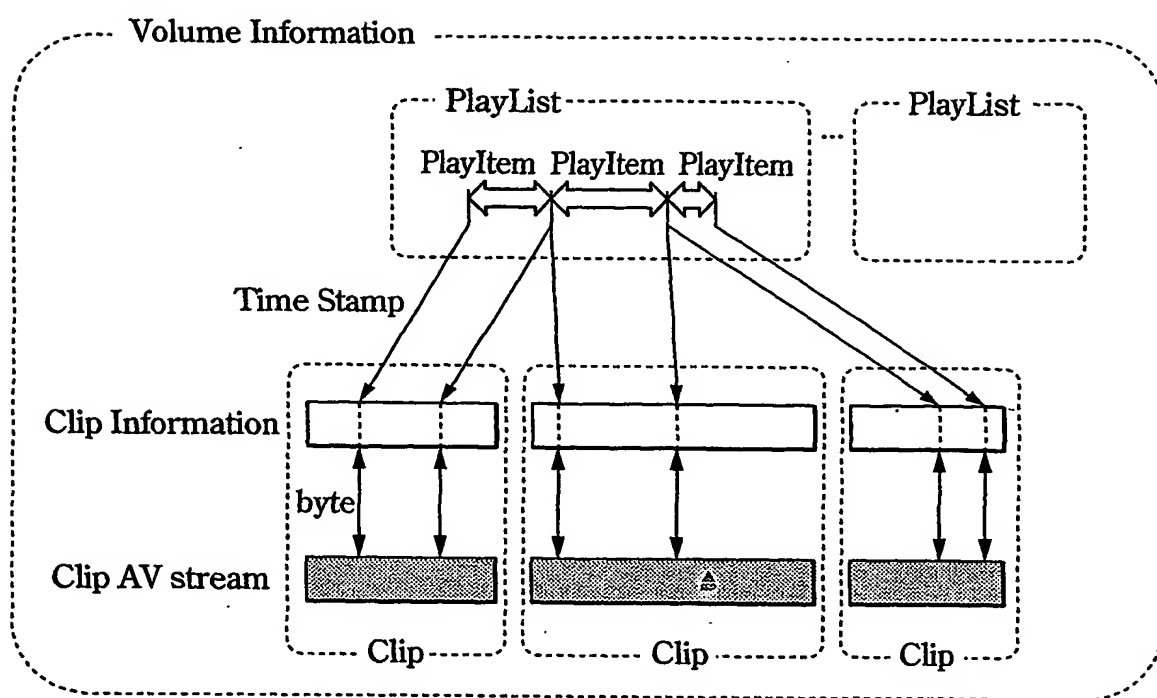 Volume Information
PlayList
PlayList
...
PlayItem PlayItem PlayItem
Time Stamp
Clip Information
byte
Clip AV stream
Clip
Clip
Clip